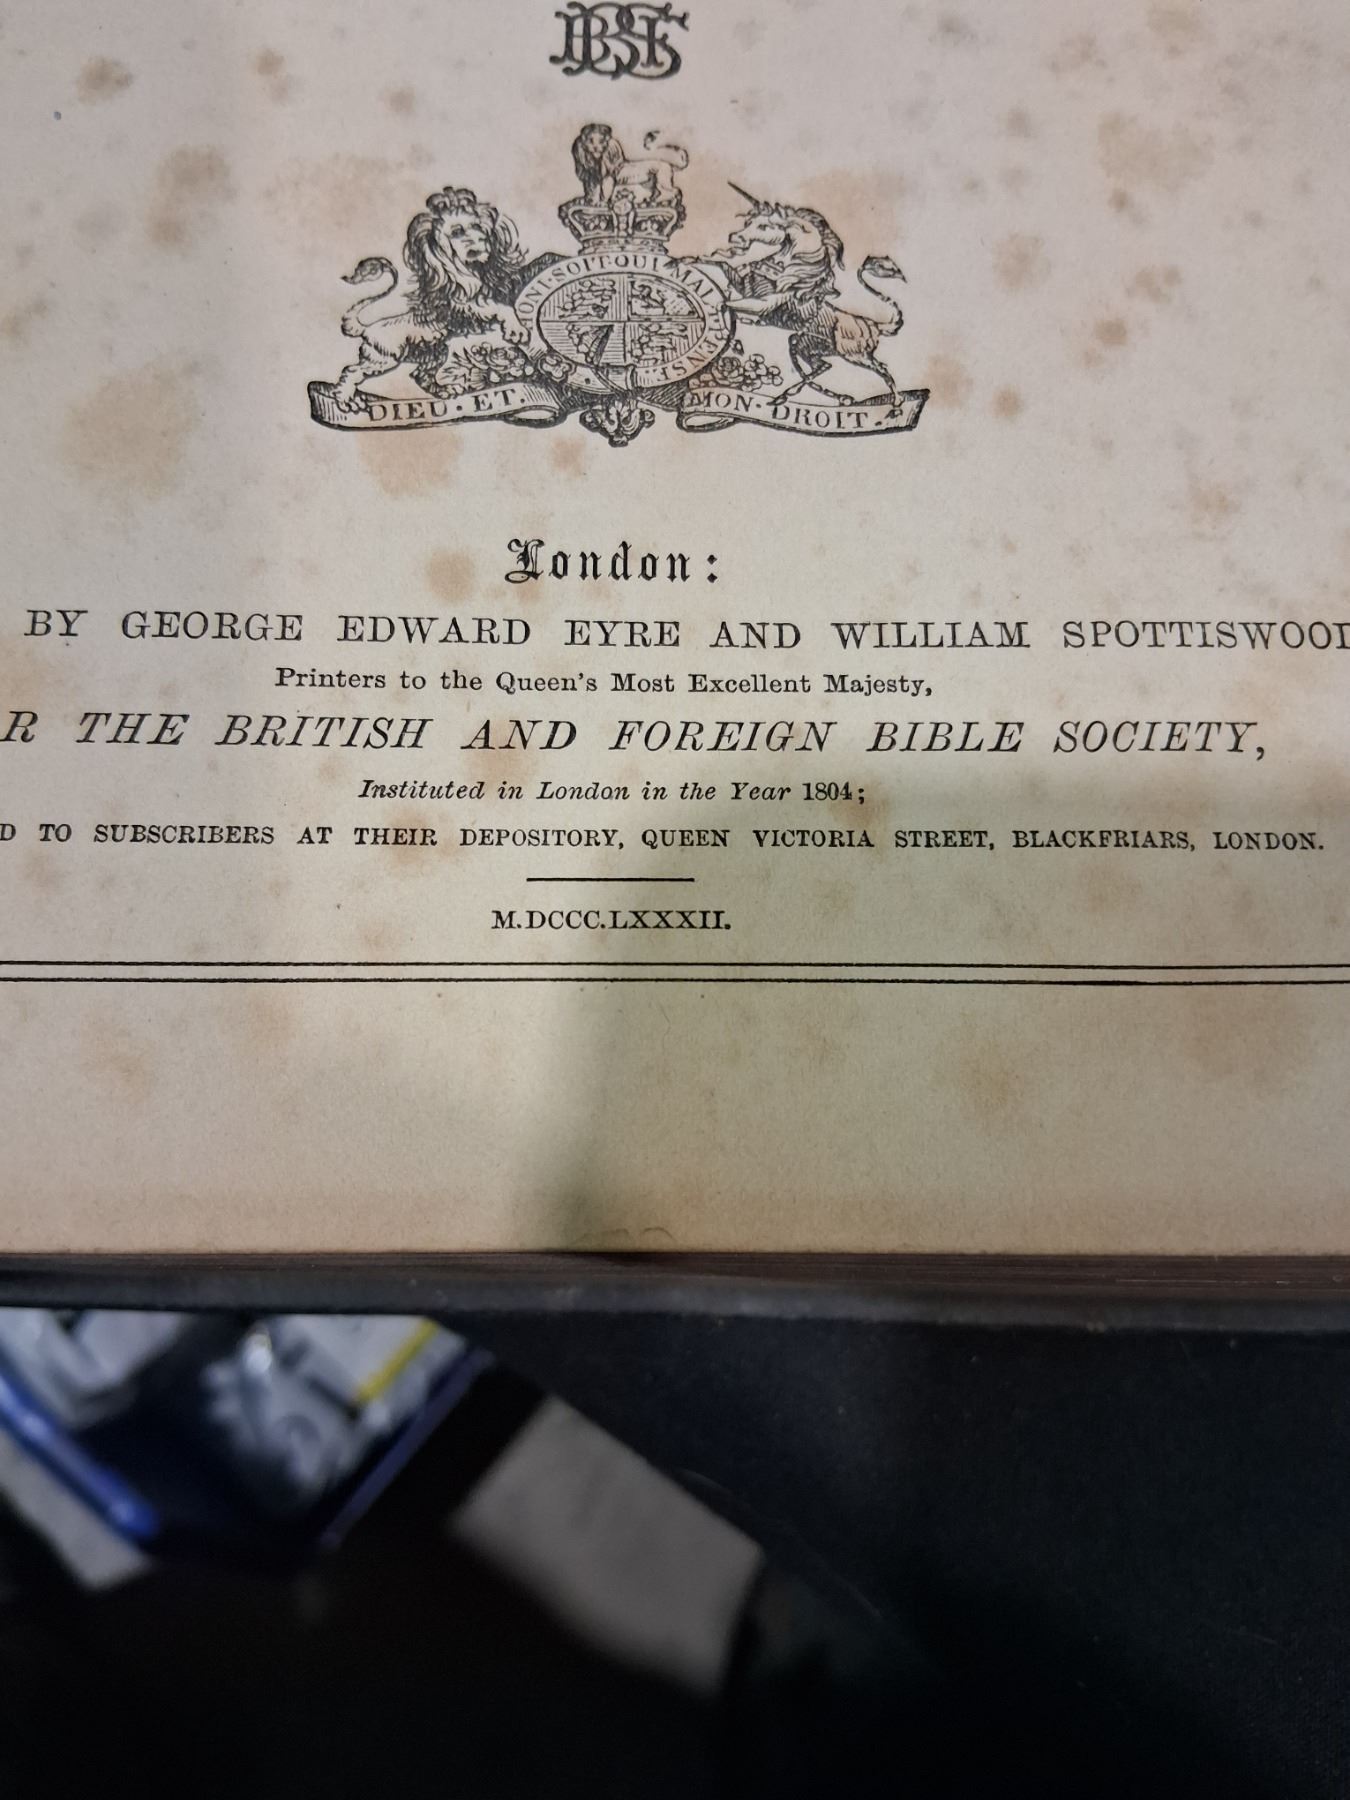 BFBS
HONI·SOIT·QUI·MAL·Y·PENSE
DIEU·ET· MON·DROIT·
London:
BY GEORGE EDWARD EYRE AND WILLIAM SPOTTISWOOD
Printers to the Queen's Most Excellent Majesty,
R THE BRITISH AND FOREIGN BIBLE SOCIETY,
Instituted in London in the Year 1804;
D TO SUBSCRIBERS AT THEIR DEPOSITORY, QUEEN VICTORIA STREET, BLACKFRIARS, LONDON.
M.DCCC.LXXXII.